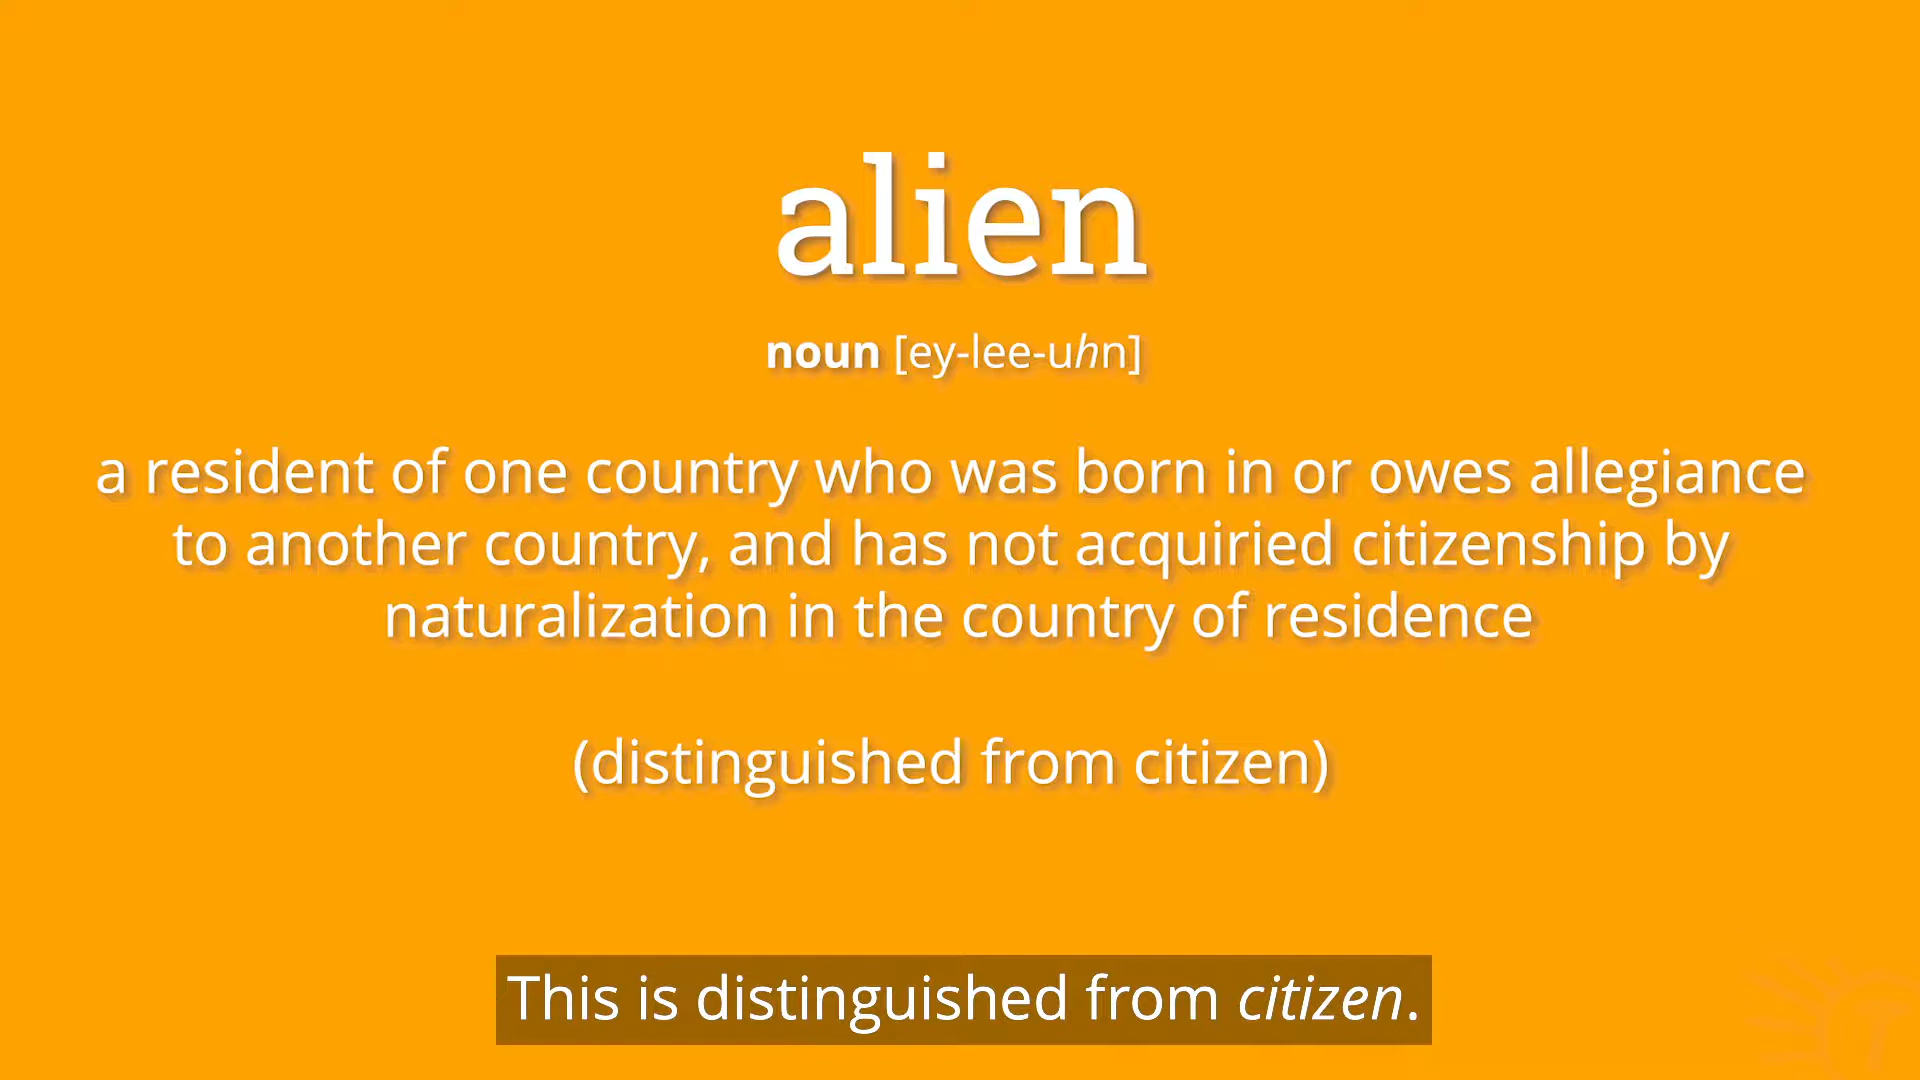 alien
noun [ey-lee-uhn]
a resident of one country who was born in or owes allegiance
to another country, and has not acquiried citizenship by
naturalization in the country of residence
(distinguished from citizen)
This is distinguished from citizen.
T